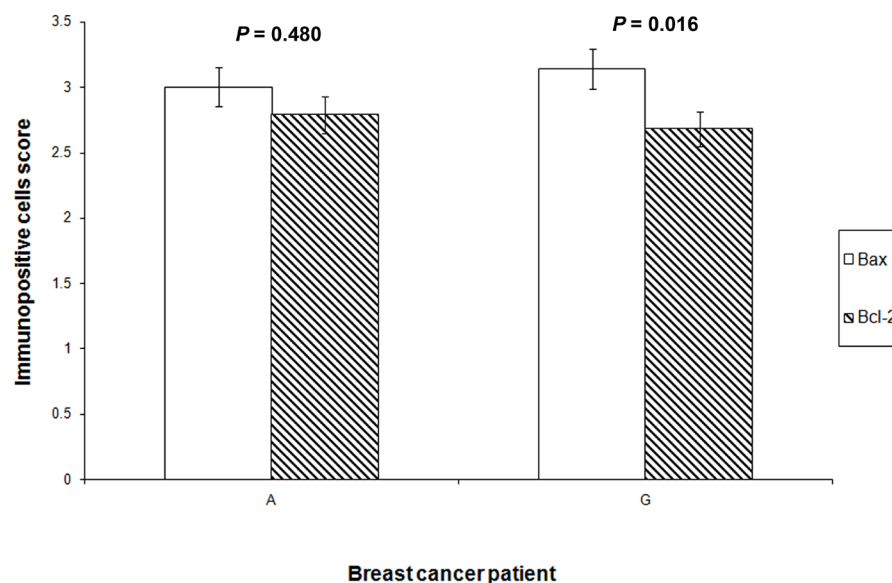 P = 0.480
P = 0.016
3.5
3
2.5
2
1.5
1
0.5
0
Immunopositive cells score
A
G
Breast cancer patient
Bax
Bcl-2